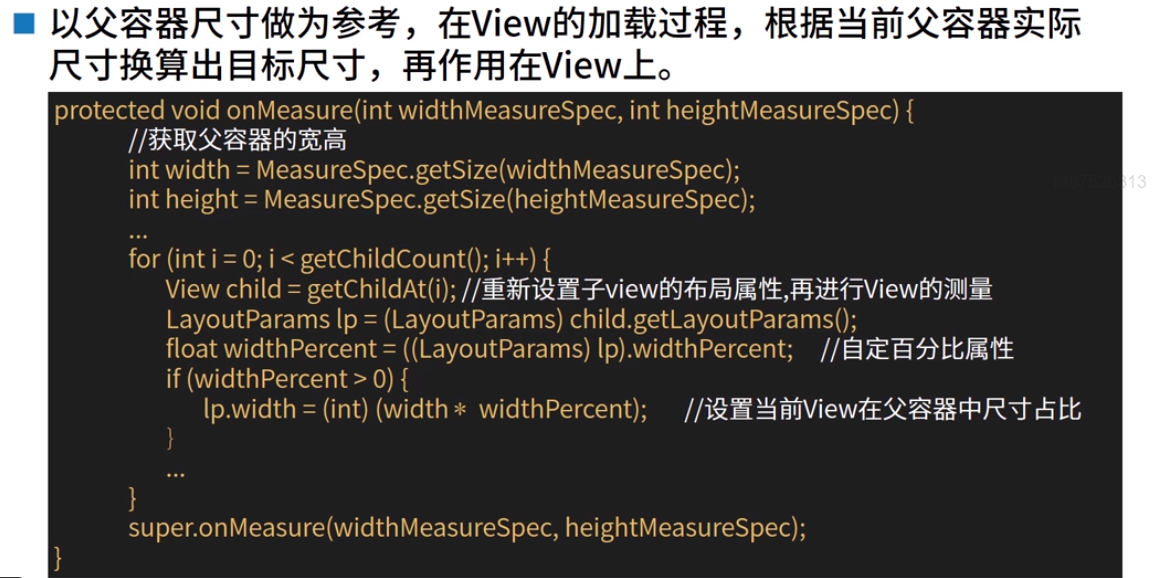 以父容器尺寸做为参考，在View的加载过程，根据当前父容器实际
尺寸换算出目标尺寸，再作用在View上。
protected void onMeasure(int widthMeasureSpec, int heightMeasureSpec) {
//获取父容器的宽高
int width = MeasureSpec.getSize(widthMeasureSpec);
int height = MeasureSpec.getSize(heightMeasureSpec);
...
for (int i = 0; i < getChildCount(); i++) {
View child = getChildAt(i); //重新设置子view的布局属性,再进行View的测量
LayoutParams lp = (LayoutParams) child.getLayoutParams();
float widthPercent = ((LayoutParams) lp).widthPercent; //自定百分比属性
if (widthPercent > 0) {
lp.width = (int) (width * widthPercent); //设置当前View在父容器中尺寸占比
}
...
}
super.onMeasure(widthMeasureSpec, heightMeasureSpec);
}